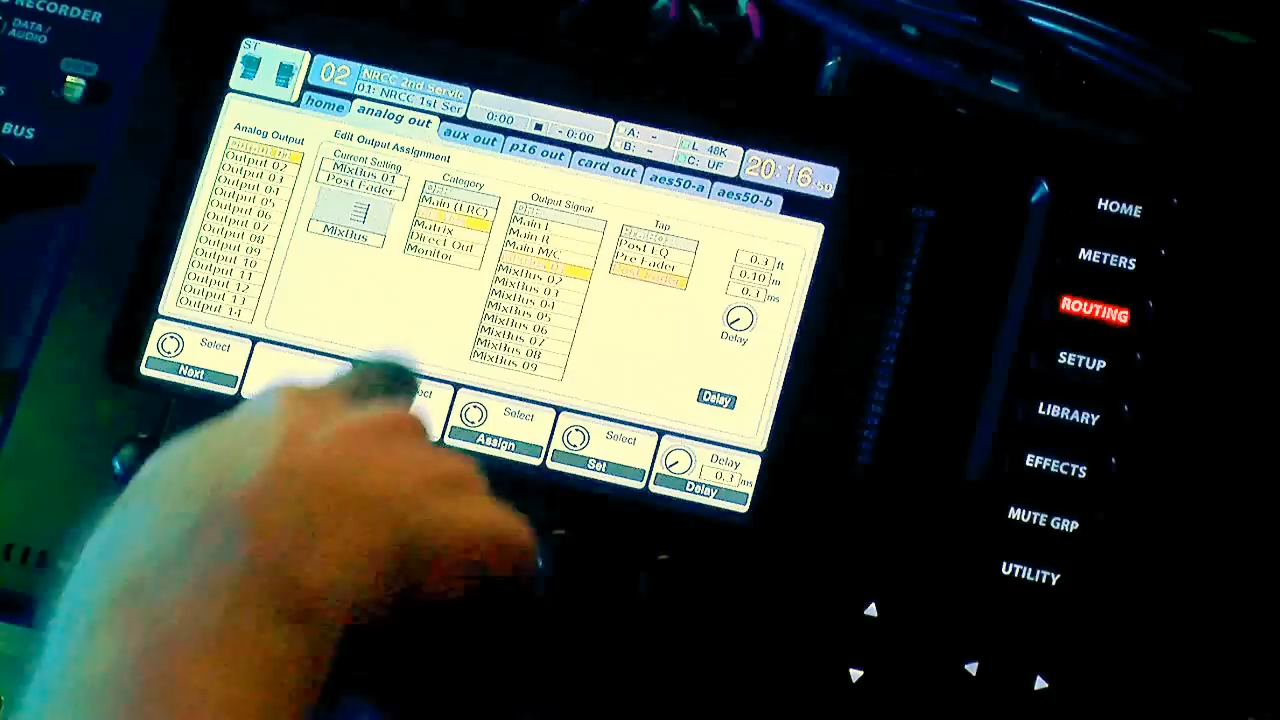 RECORDER
DATA /
AUDIO
BUS
ST
02
NRCC 2nd Servic
01: NRCC 1st Ser
0:00
- 0:00
A: -
B: -
L 48K
C: UF
20:16:50
home
analog out
aux out
p16 out
card out
aes50-a
aes50-b
Analog Output
Output 02
Output 03
Output 04
Output 05
Output 06
Output 07
Output 08
Output 09
Output 10
Output 11
Output 12
Output 13
Output 14
Edit Output Assignment
Current Setting
MixBus 01
Post Fader
MixBus
Category
Main (LRC)
Matrix
Direct Out
Monitor
Output Signal
Main L
Main R
Main M/C
MixBus 02
MixBus 03
MixBus 04
MixBus 05
MixBus 06
MixBus 07
MixBus 08
MixBus 09
Tap
Post EQ
Pre Fader
Post Fader
0.3 ft
0.10 m
0.3 ms
Delay
Delay
Select
Next
Select
Assign
Select
Set
Delay
0.3 ms
Delay
HOME
METERS
ROUTING
SETUP
LIBRARY
EFFECTS
MUTE GRP
UTILITY